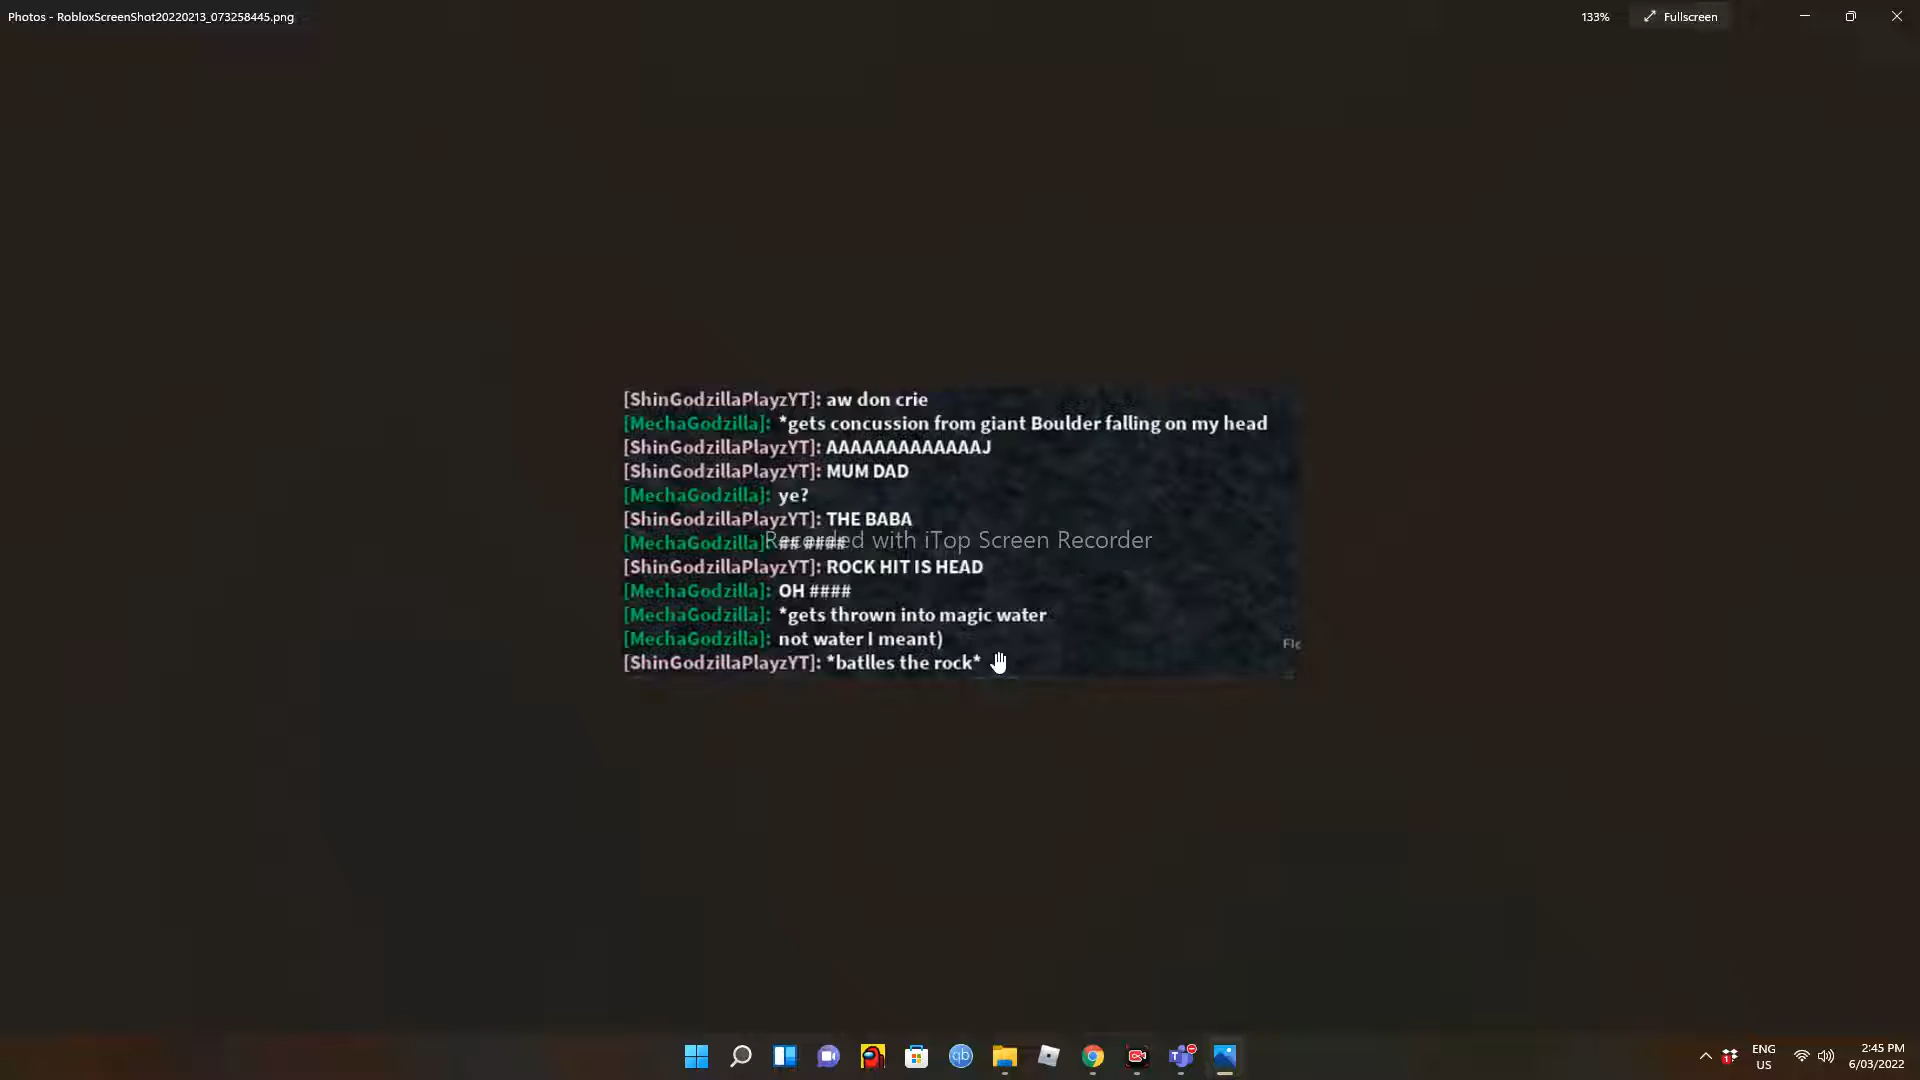 Photos - RobloxScreenShot20220213_073258445.png
133%
Fullscreen
[ShinGodzillaPlayzYT]: aw don crie
[MechaGodzilla]: *gets concussion from giant Boulder falling on my head
[ShinGodzillaPlayzYT]: AAAAAAAAAAAAAJ
[ShinGodzillaPlayzYT]: MUM DAD
[MechaGodzilla]: ye?
[ShinGodzillaPlayzYT]: THE BABA
[MechaGodzilla]: ## ####
Recorded with iTop Screen Recorder
[ShinGodzillaPlayzYT]: ROCK HIT IS HEAD
[MechaGodzilla]: OH ####
[MechaGodzilla]: *gets thrown into magic water
[MechaGodzilla]: not water I meant)
[ShinGodzillaPlayzYT]: *batlles the rock*
qb
ENG
US
2:45 PM
6/03/2022